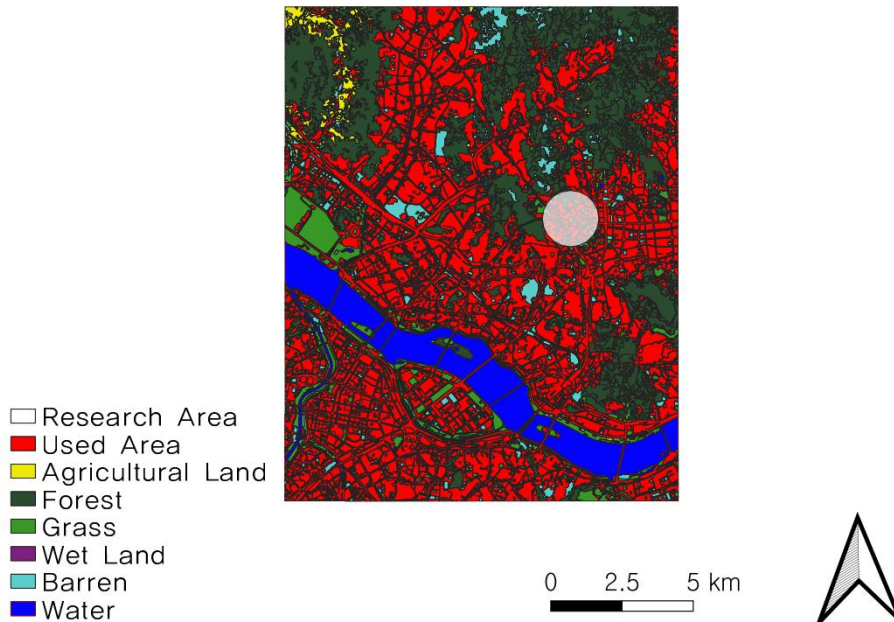 Research Area
Used Area
Agricultural Land
Forest
Grass
Wet Land
Barren
Water
0 2.5 5 km